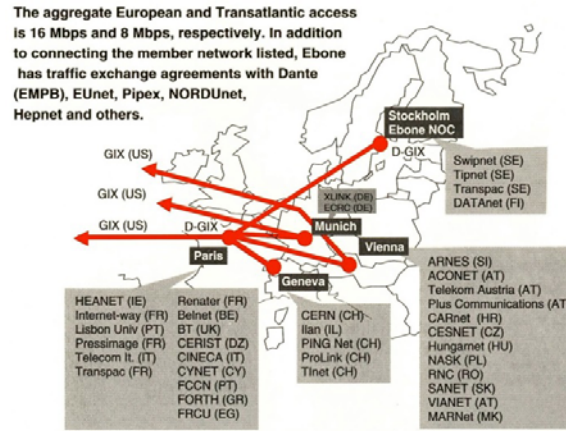 The aggregate European and Transatlantic access
is 16 Mbps and 8 Mbps, respectively. In addition
to connecting the member network listed, Ebone
has traffic exchange agreements with Dante
(EMPB), EUnet, Pipex, NORDUnet,
Hepnet and others.
Stockholm
Ebone NOC
D-GIX
Swipnet (SE)
Tipnet (SE)
Transpac (SE)
DATAnet (FI)
GIX (US)
GIX (US)
GIX (US)
XLINK (DE)
ECRC (DE)
D-GIX
Munich
Paris
Vienna
Geneva
HEANET (IE)
Internet-way (FR)
Lisbon Univ (PT)
Pressimage (FR)
Telecom It. (IT)
Transpac (FR)
Renater (FR)
Belnet (BE)
BT (UK)
CERIST (DZ)
CINECA (IT)
CYNET (CY)
FCCN (PT)
FORTH (GR)
FRCU (EG)
CERN (CH)
Ilan (IL)
PING Net (CH)
ProLink (CH)
TInet (CH)
ARNES (SI)
ACONET (AT)
Telekom Austria (AT)
Plus Communications (AT
CARnet (HR)
CESNET (CZ)
Hungarnet (HU)
NASK (PL)
RNC (RO)
SANET (SK)
VIANET (AT)
MARNet (MK)